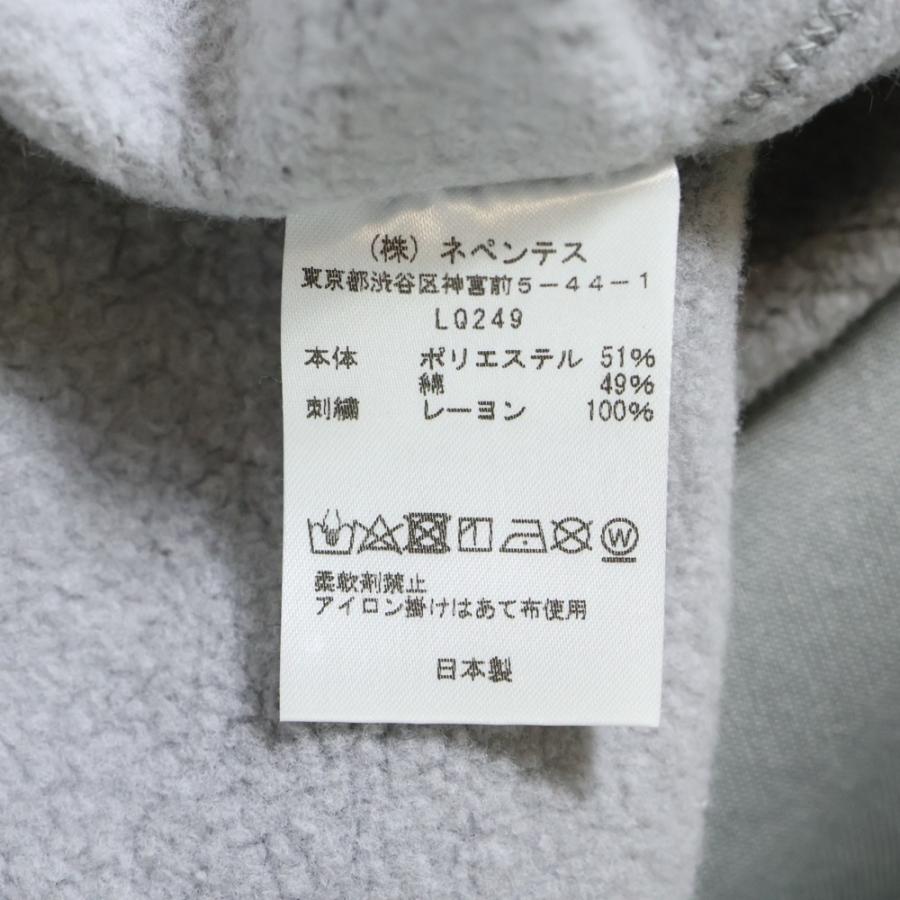 （株）ネペンテス
東京都渋谷区神宮前5-44-1
LQ249
本体 ポリエステル 51%
綿 49%
刺繍 レーヨン 100%
W
柔軟剤禁止
アイロン掛けはあて布使用
日本製